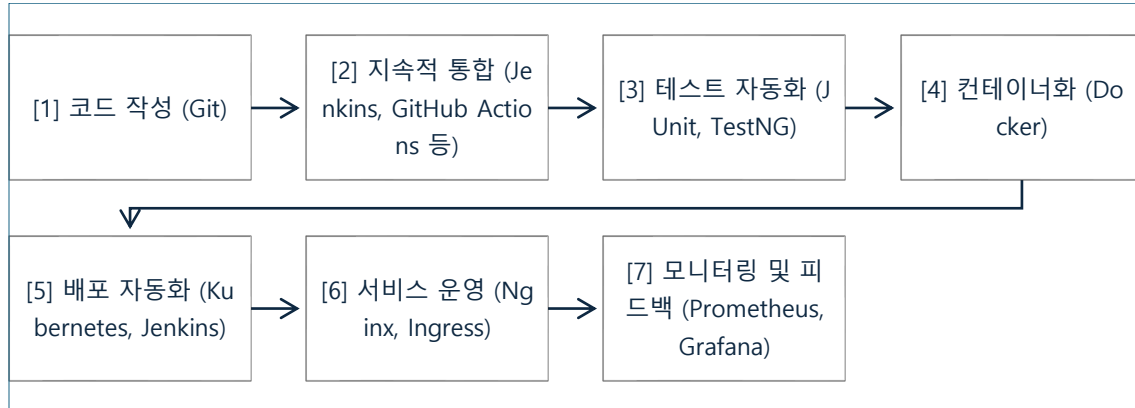 [1] 코드 작성 (Git)
[2] 지속적 통합 (Je
nkins, GitHub Actio
ns 등)
[3] 테스트 자동화 (J
Unit, TestNG)
[4] 컨테이너화 (Do
cker)
[5] 배포 자동화 (Ku
bernetes, Jenkins)
[6] 서비스 운영 (Ng
inx, Ingress)
[7] 모니터링 및 피
드백 (Prometheus,
Grafana)